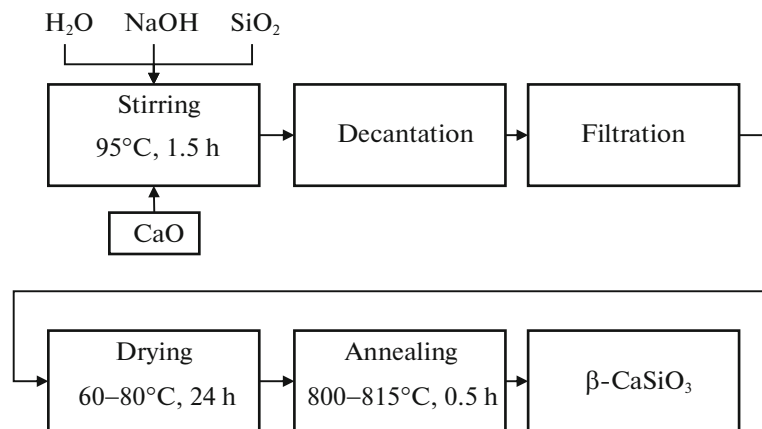 H₂O NaOH SiO₂
Stirring
95°C, 1.5 h
Decantation
Filtration
CaO
Drying
60–80°C, 24 h
Annealing
800–815°C, 0.5 h
β-CaSiO₃